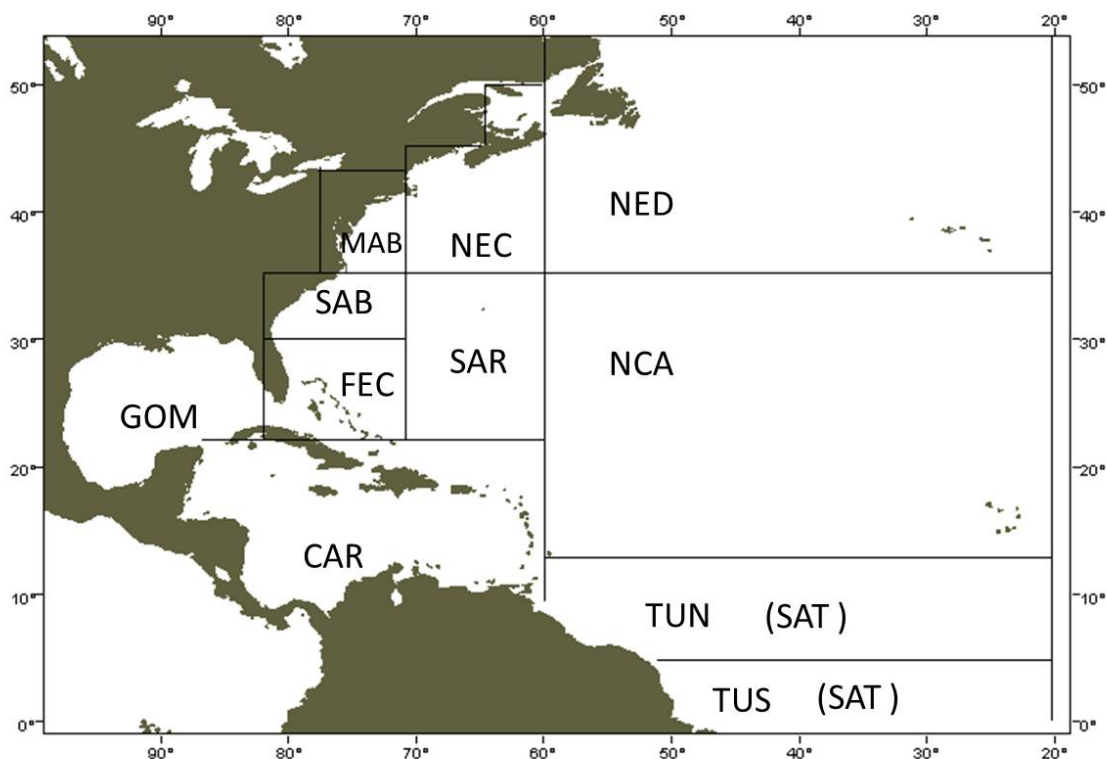 90° 80° 70° 60° 50° 40° 30° 20°
50° 50°
NED
40° 40°
MAB NEC
SAB
30° 30°
SAR NCA
FEC
GOM
20° 20°
CAR
10° 10°
TUN (SAT )
TUS (SAT )
0° 0°
90° 80° 70° 60° 50° 40° 30° 20°